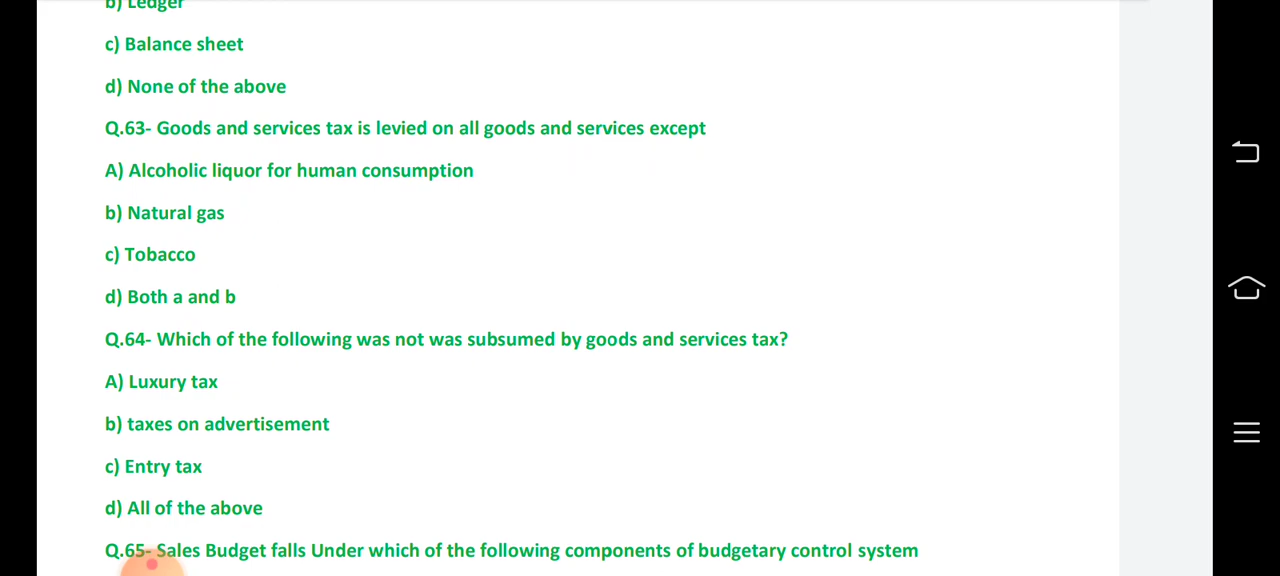 b) Ledger
c) Balance sheet
d) None of the above
Q.63- Goods and services tax is levied on all goods and services except
A) Alcoholic liquor for human consumption
b) Natural gas
c) Tobacco
d) Both a and b
Q.64- Which of the following was not was subsumed by goods and services tax?
A) Luxury tax
b) taxes on advertisement
c) Entry tax
d) All of the above
Q.65- Sales Budget falls Under which of the following components of budgetary control system